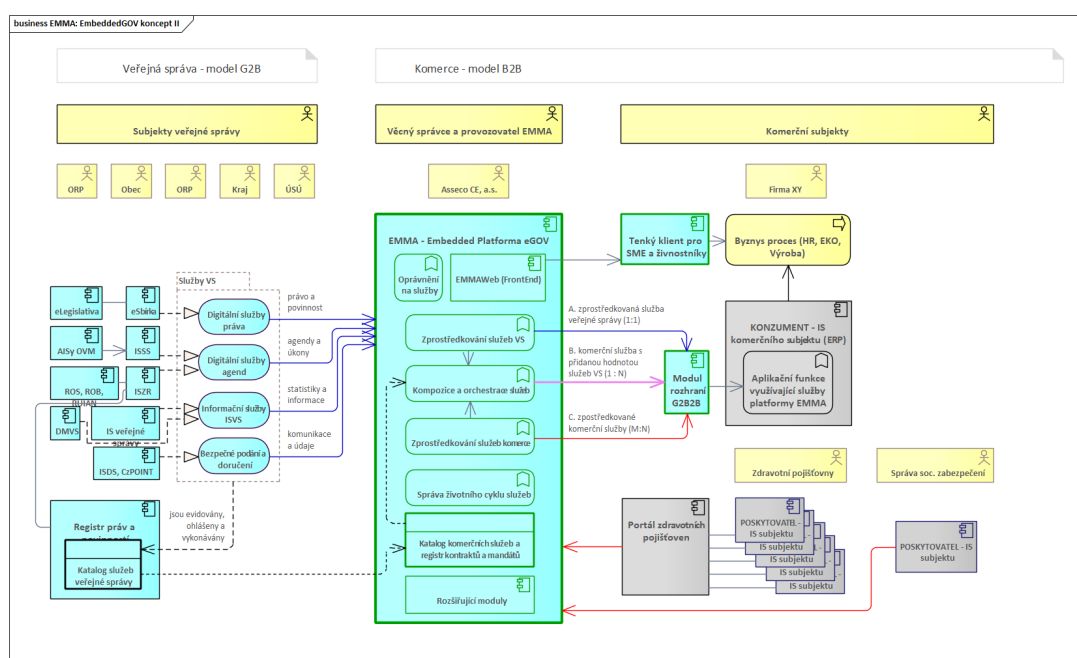 business EMMA: EmbeddedGOV koncept II
Veřejná správa - model G2B
Komerce - model B2B
Subjekty veřejné správy
Věcný správce a provozovatel EMMA
Komerční subjekty
ORP
Obec
ORP
Kraj
ÚSÚ
Asseco CE, a.s.
Firma XY
EMMA - Embedded Platforma eGOV
Oprávnění
na služby
EMMAWeb (FrontEnd)
Tenký klient pro
SME a živnostníky
Byznys proces (HR, EKO,
Výroba)
Služby VS
eLegislativa
eSbírka
Digitální služby
práva
právo a
povinnost
AISy OVM
ISSS
Digitální služby
agend
agendy a
úkony
ROS, ROB,
RUIAN
ISZR
DMVS
IS veřejné
správy
Informační služby
ISVS
statistiky a
informace
ISDS, CzPOINT
Bezpečné podání a
doručení
komunikace
a údaje
Zprostředkování služeb VS
Kompozice a orchestrace služeb
Zprostředkování služeb komerce
Správa životního cyklu služeb
Katalog komerčních služeb a
registr kontraktů a mandátů
Rozšiřující moduly
A. zprostředkovaná služba
veřejné správy (1:1)
B. komerční služba s
přidanou hodnotou
služeb VS (1 : N)
C. zpostředkované
komerční služby (M:N)
Modul
rozhraní
G2B2B
KONZUMENT - IS
komerčního subjektu (ERP)
Aplikační funkce
využívající služby
platformy EMMA
jsou evidovány,
ohlášeny a
vykonávány
Registr práv a
povinností
Katalog služeb
veřejné správy
Zdravotní pojišťovny
Správa soc. zabezpečení
Portál zdravotních
pojišťoven
POSKYTOVATEL -
IS subjektu
IS subjektu
IS subjektu
IS subjektu
IS subjektu
POSKYTOVATEL - IS
subjektu